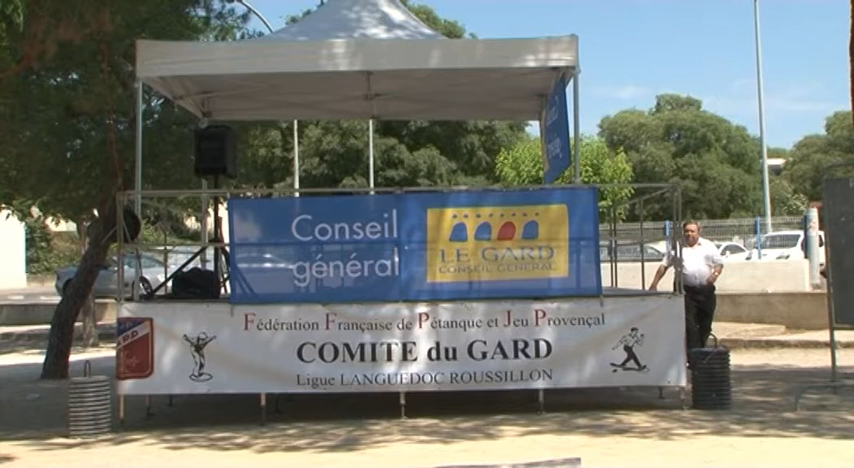 Conseil
général
LE GARD
CONSEIL GÉNÉRAL
Fédération Française de Pétanque et Jeu Provençal
COMITE du GARD
Ligue LANGUEDOC ROUSSILLON